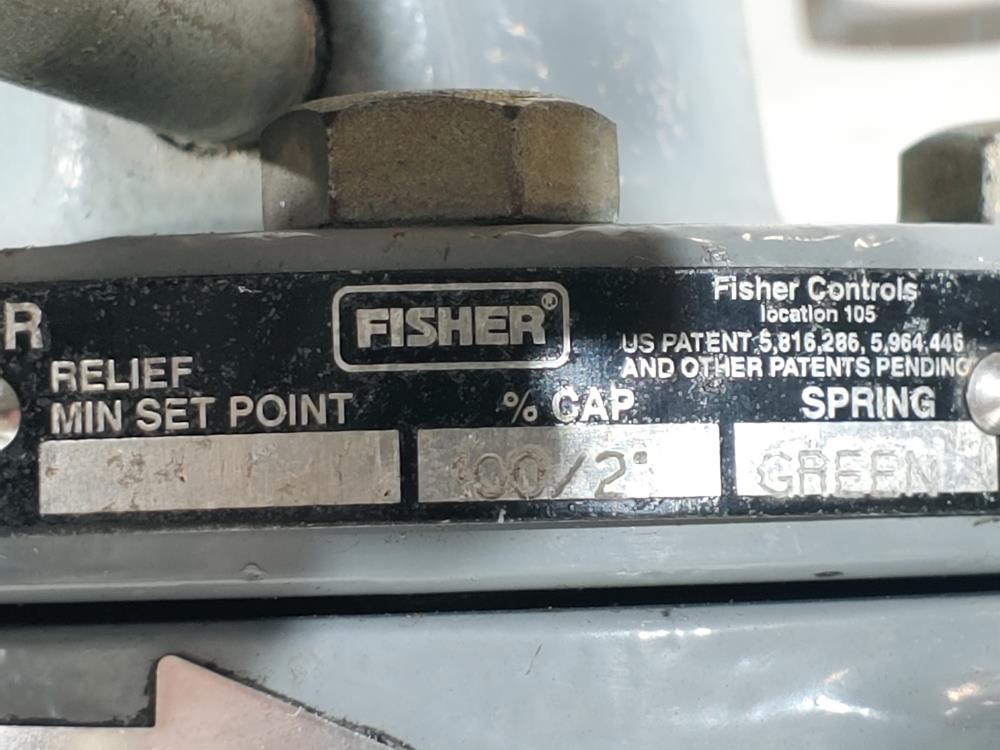 R
FISHER®
Fisher Controls
location 105
US PATENT 5,816,286, 5,964,446
AND OTHER PATENTS PENDING
RELIEF
MIN SET POINT
% CAP
SPRING
100/2"
GREEN